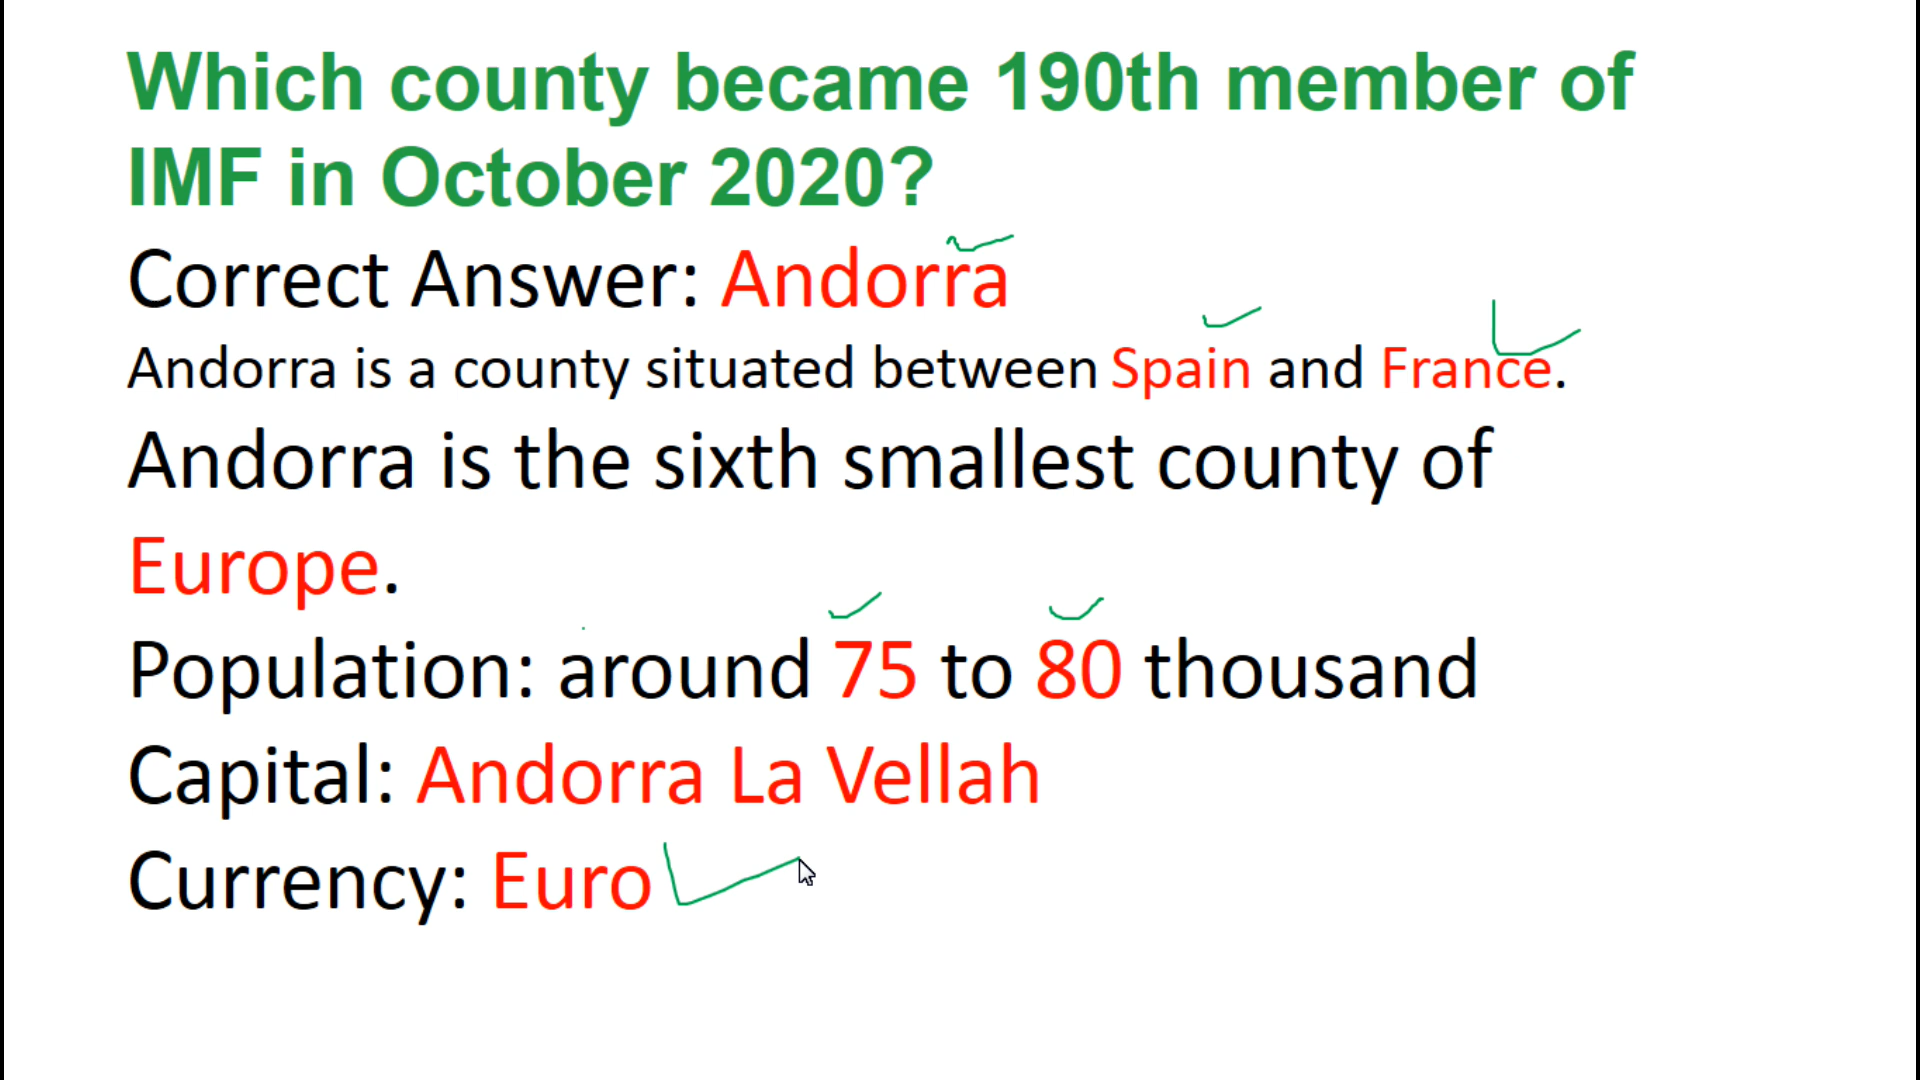 Which county became 190th member of
IMF in October 2020?
Correct Answer: Andorra
Andorra is a county situated between Spain and France.
Andorra is the sixth smallest county of
Europe.
Population: around 75 to 80 thousand
Capital: Andorra La Vellah
Currency: Euro